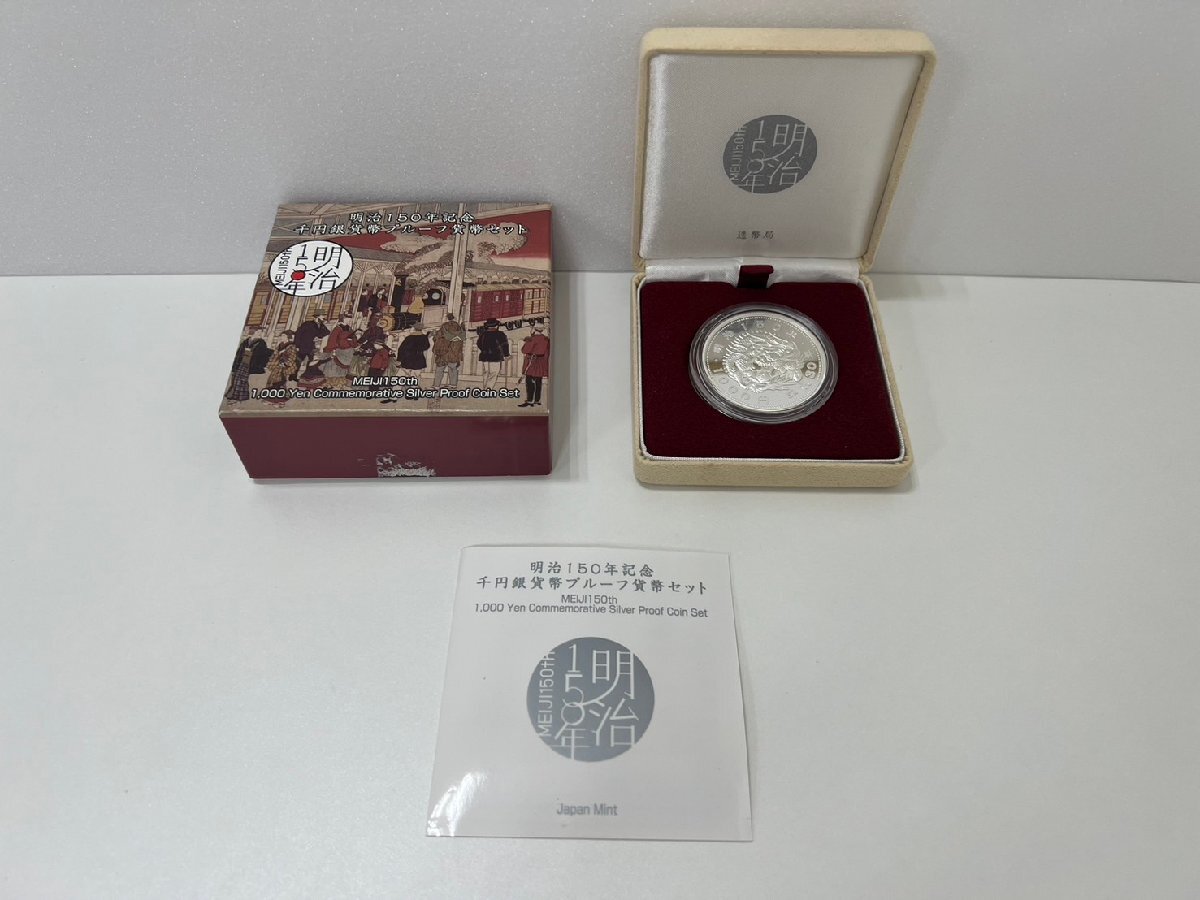 明治150年記念
千円銀貨幣プルーフ貨幣セット
明治
150年
MEIJI150th
MEIJI150th
1,000 Yen Commemorative Silver Proof Coin Set
明治
150年
MEIJI150th
造幣局
明治150年記念
千円銀貨幣プルーフ貨幣セット
MEIJI150th
1,000 Yen Commemorative Silver Proof Coin Set
明治
150年
MEIJI150th
Japan Mint